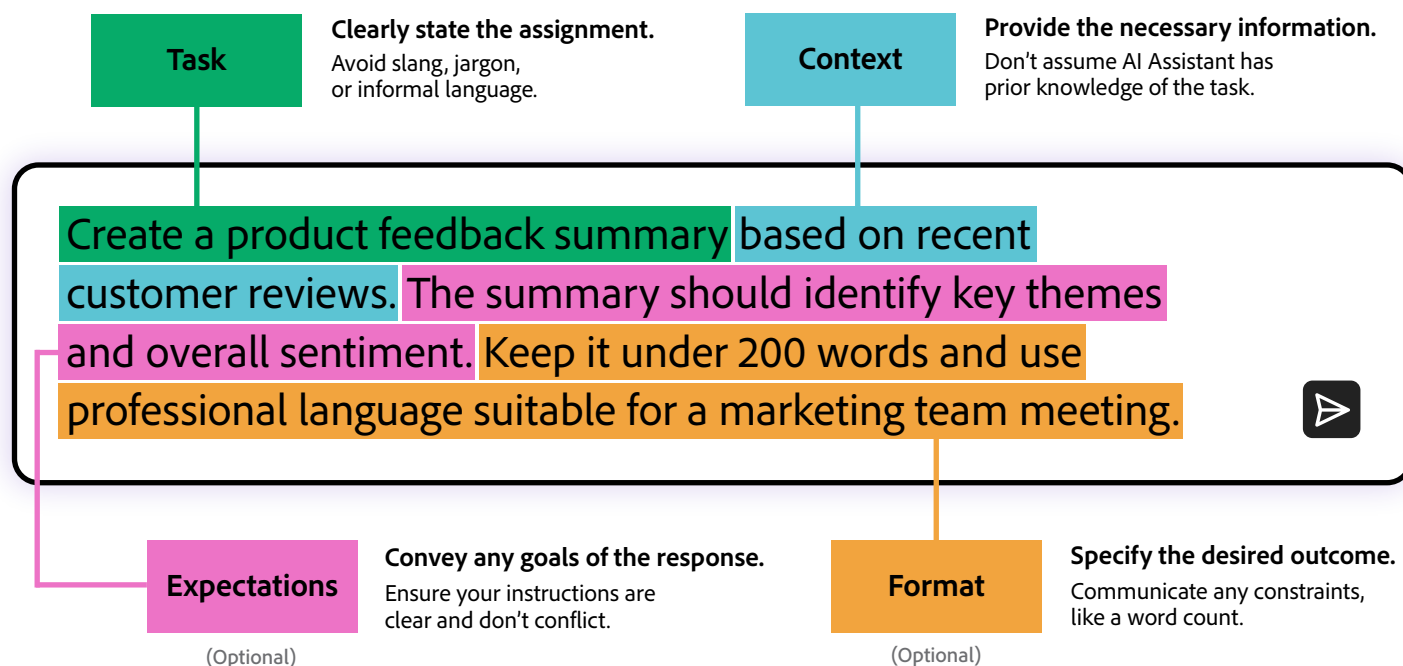 Task
Clearly state the assignment.
Avoid slang, jargon,
or informal language.
Context
Provide the necessary information.
Don't assume AI Assistant has
prior knowledge of the task.
Create a product feedback summary based on recent
customer reviews. The summary should identify key themes
and overall sentiment. Keep it under 200 words and use
professional language suitable for a marketing team meeting.
Expectations
(Optional)
Convey any goals of the response.
Ensure your instructions are
clear and don't conflict.
Format
(Optional)
Specify the desired outcome.
Communicate any constraints,
like a word count.